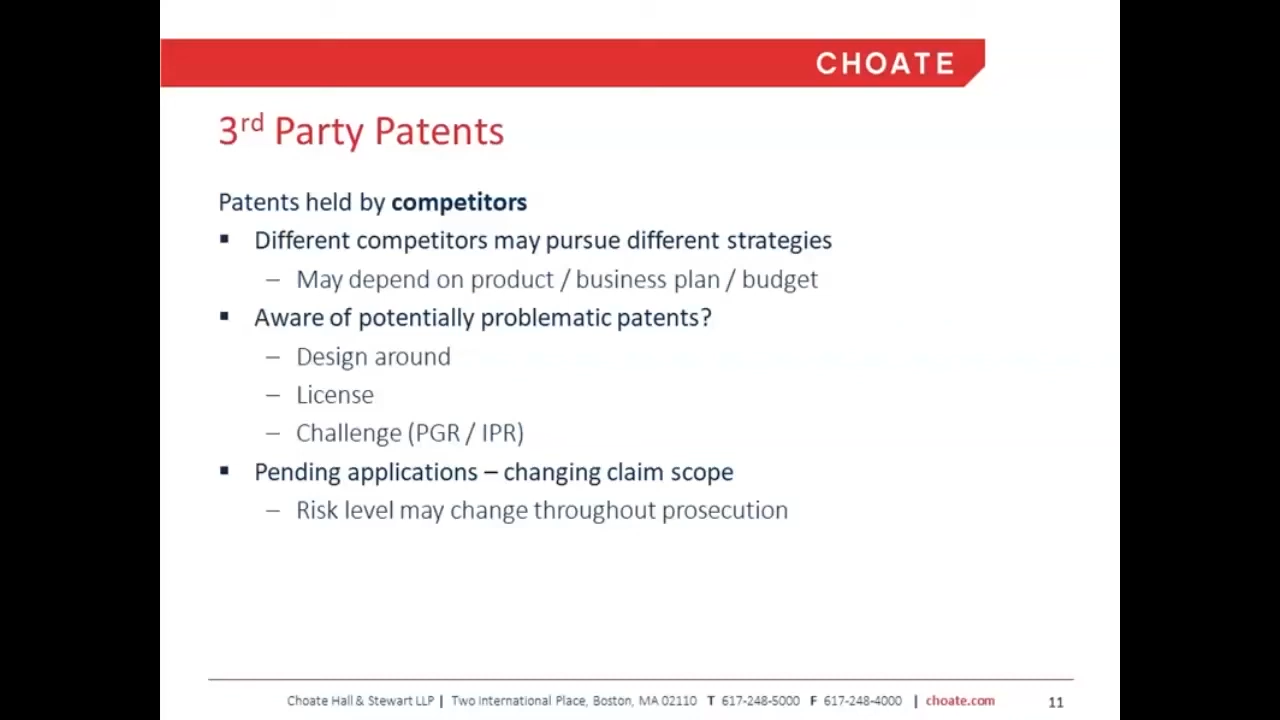 CHOATE
3rd Party Patents
Patents held by competitors
▪ Different competitors may pursue different strategies
– May depend on product / business plan / budget
▪ Aware of potentially problematic patents?
– Design around
– License
– Challenge (PGR / IPR)
▪ Pending applications – changing claim scope
– Risk level may change throughout prosecution
Choate Hall & Stewart LLP | Two International Place, Boston, MA 02110 T 617-248-5000 F 617-248-4000 | choate.com 11